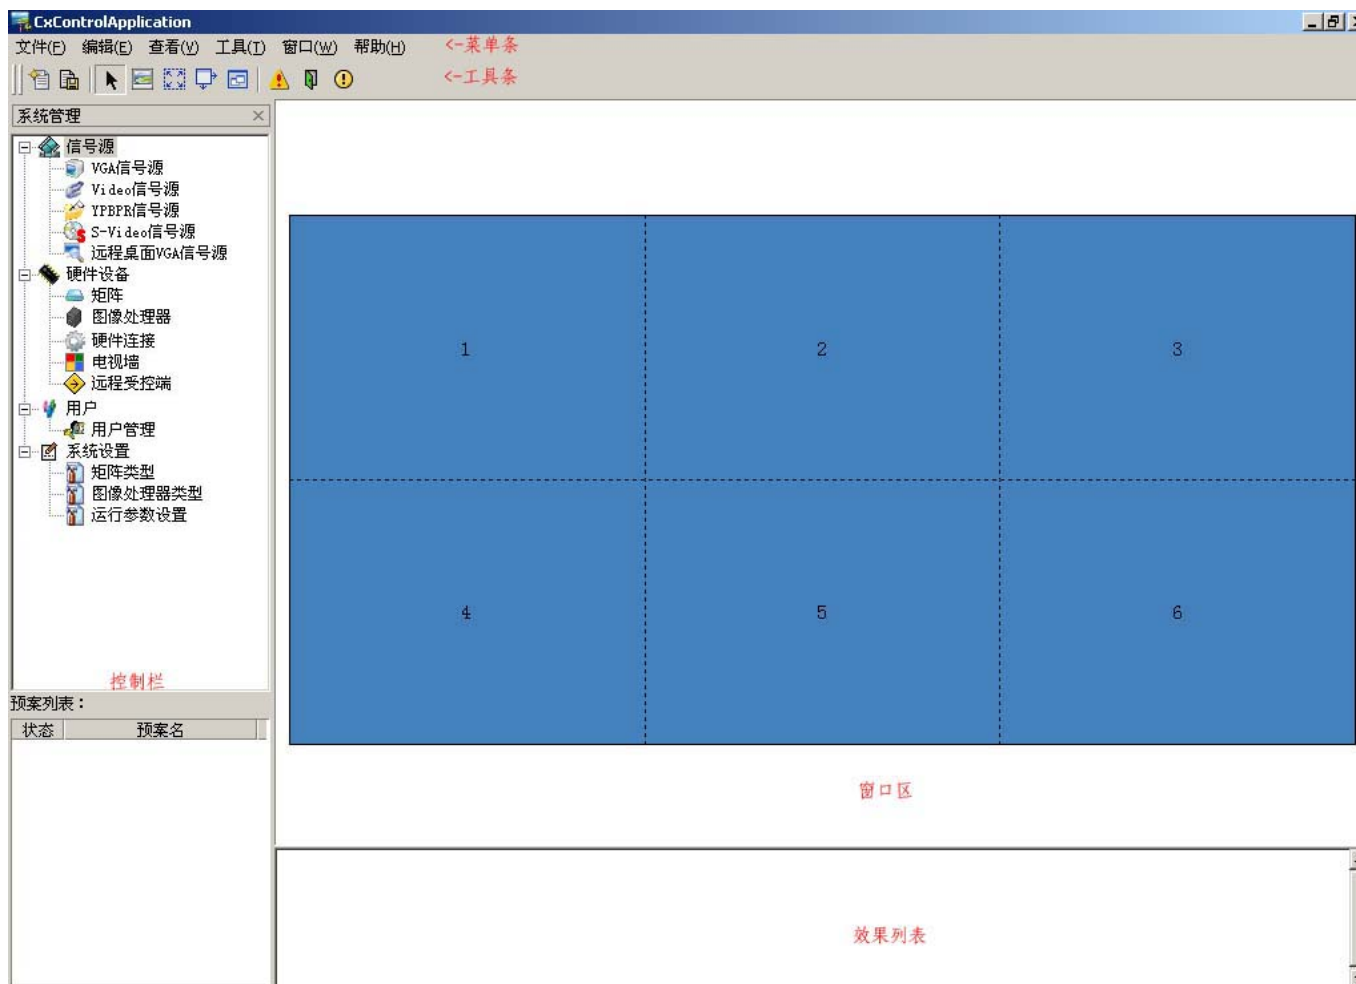 CxControlApplication
文件(F) 编辑(E) 查看(V) 工具(T) 窗口(W) 帮助(H) <-菜单条
<-工具条
系统管理
信号源
VGA信号源
Video信号源
YPBPR信号源
S-Video信号源
远程桌面VGA信号源
硬件设备
矩阵
图像处理器
硬件连接
电视墙
远程受控端
用户
用户管理
系统设置
矩阵类型
图像处理器类型
运行参数设置
控制栏
预案列表：
状态 预案名
1 2 3
4 5 6
窗口区
效果列表